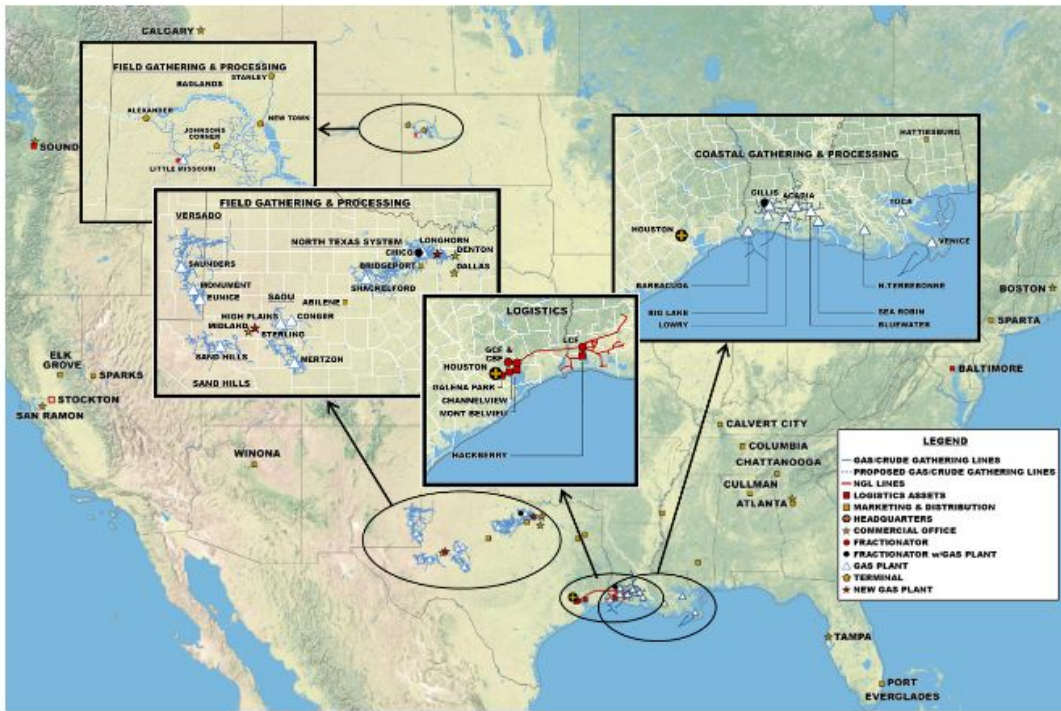 CALGARY
FIELD GATHERING & PROCESSING
BADLANDS
STANLEY
ALEXANDER
NEW TOWN
JOHNSONS
CORNER
LITTLE MISSOURI
SOUND
FIELD GATHERING & PROCESSING
VERSADO
NORTH TEXAS SYSTEM
LONGHORN
CHICO
DENTON
BRIDGEPORT
DALLAS
SAUNDERS
SHACKELFORD
MONUMENT
EUNICE
SAOU
ABILENE
HIGH PLAINS
CONGER
MIDLAND
STERLING
SAND HILLS
MERTZON
SAND HILLS
COASTAL GATHERING & PROCESSING
HATTIESBURG
GILLIS
ACADIA
TOCA
HOUSTON
VENICE
BARRACUDA
N.TERREBONNE
BIG LAKE
SEA ROBIN
LOWRY
BLUEWATER
LOGISTICS
LCF
GCF &
CBF
HOUSTON
GALENA PARK
CHANNELVIEW
MONT BELVIEU
HACKBERRY
BOSTON
SPARTA
BALTIMORE
ELK
GROVE
SPARKS
STOCKTON
SAN RAMON
WINONA
CALVERT CITY
COLUMBIA
CHATTANOOGA
CULLMAN
ATLANTA
TAMPA
PORT
EVERGLADES
LEGEND
GAS/CRUDE GATHERING LINES
PROPOSED GAS/CRUDE GATHERING LINES
NGL LINES
LOGISTICS ASSETS
MARKETING & DISTRIBUTION
HEADQUARTERS
COMMERCIAL OFFICE
FRACTIONATOR
FRACTIONATOR w/GAS PLANT
GAS PLANT
TERMINAL
NEW GAS PLANT